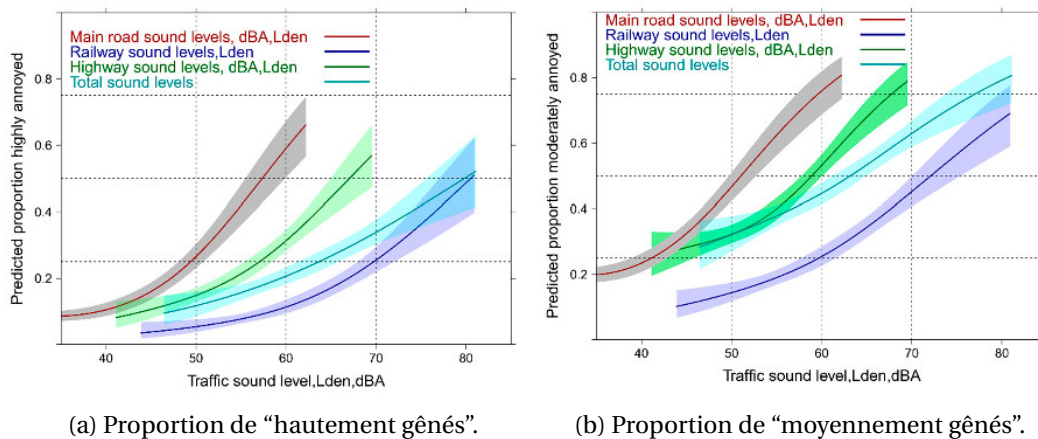 Main road sound levels, dBA,Lden
Railway sound levels,Lden
Highway sound levels, dBA,Lden
Total sound levels
Predicted proportion highly annoyed
0.8
0.6
0.4
0.2
40
50
60
70
80
Traffic sound level,Lden,dBA
(a) Proportion de “hautement gênés”.
Main road sound levels, dBA,Lden
Railway sound levels,Lden
Highway sound levels, dBA,Lden
Total sound levels
Predicted proportion moderately annoyed
0.8
0.6
0.4
0.2
40
50
60
70
80
Traffic sound level,Lden,dBA
(b) Proportion de “moyennement gênés”.